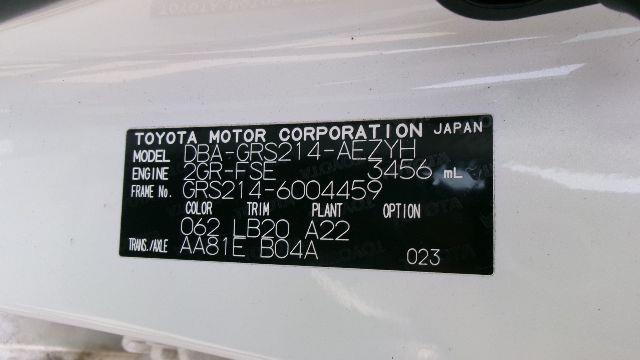 TOYOTA MOTOR CORPORATION JAPAN
MODEL DBA-GRS214-AEZYH
ENGINE 2GR-FSE 3456 mL
FRAME No. GRS214-6004459
COLOR TRIM PLANT OPTION
062 LB20 A22
TRANS./AXLE AA81E B04A 023